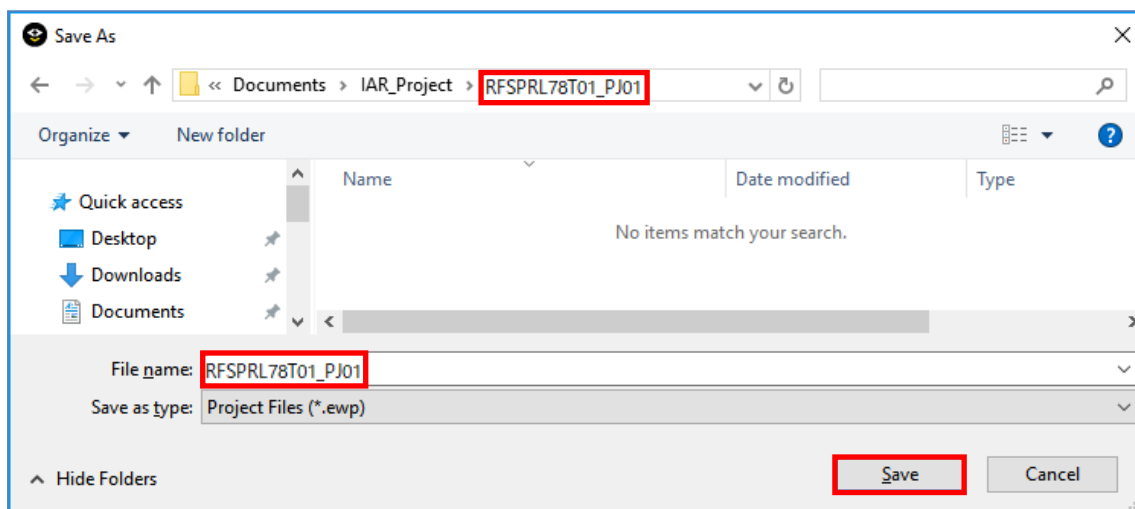 Save As
« Documents > IAR_Project > RFSPRL78T01_PJ01
Organize New folder
Name Date modified Type
Quick access
No items match your search.
Desktop
Downloads
Documents
File name: RFSPRL78T01_PJ01
Save as type: Project Files (*.ewp)
Hide Folders Save Cancel